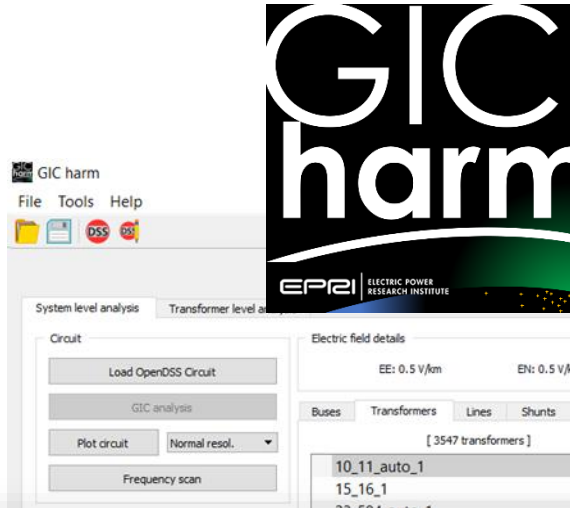 GIC
harm
EPRI | ELECTRIC POWER
RESEARCH INSTITUTE
GIC harm
File Tools Help
DSS
System level analysis Transformer level
Circuit
Load OpenDSS Circuit
GIC analysis
Plot circuit Normal resol.
Frequency scan
Electric field details
EE: 0.5 V/km EN: 0.5
Buses Transformers Lines Shunts
[ 3547 transformers ]
10_11_auto_1
15_16_1